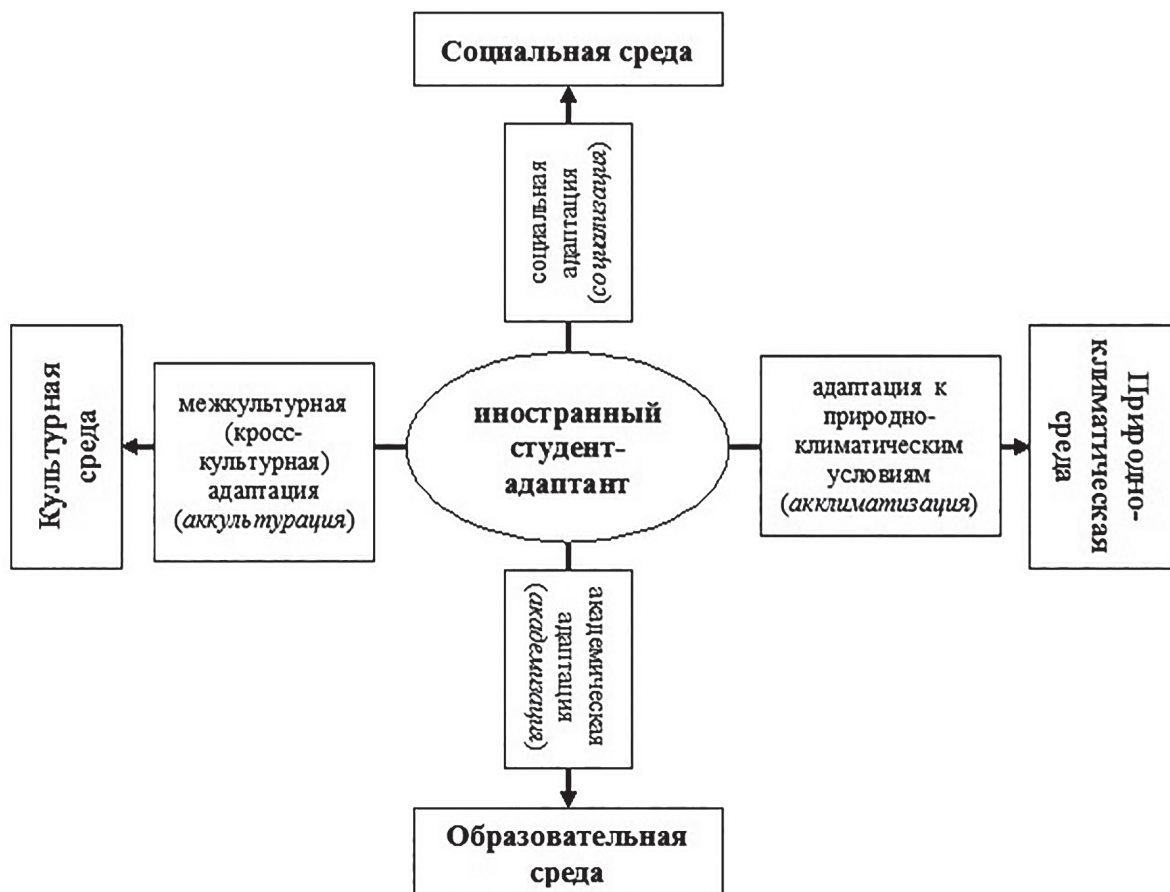 Социальная среда
социальная
адаптация
(социализация)
Культурная
среда
межкультурная
(кросс-
культурная)
адаптация
(аккультурация)
иностранный
студент-
адаптант
адаптация к
природно-
климатическим
условиям
(акклиматизация)
Природно-
климатическая
среда
академическая
адаптация
(академизация)
Образовательная
среда